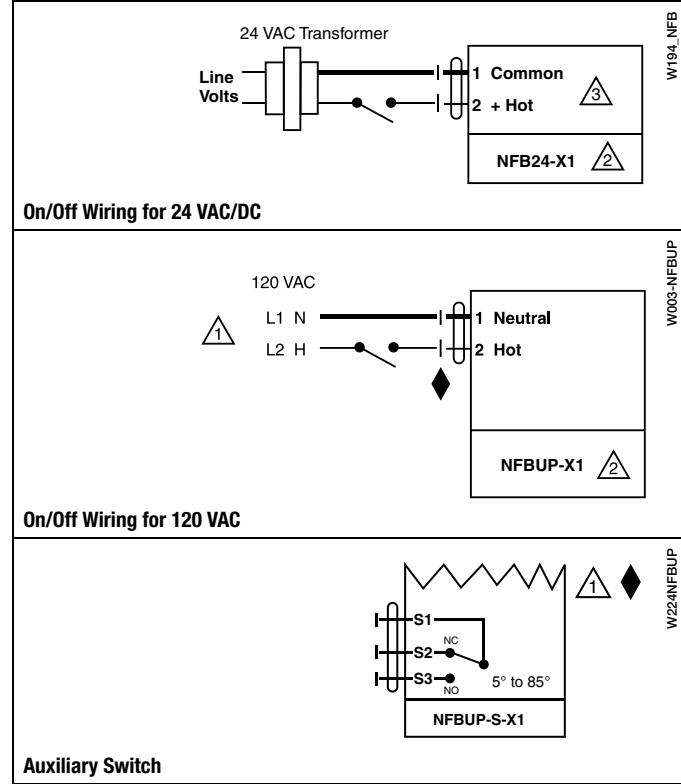 24 VAC Transformer
W194_NFB
Line
Volts
1 Common
2 + Hot
3
NFB24-X1
2
On/Off Wiring for 24 VAC/DC
W003-NFBUP
120 VAC
1
L1 N
L2 H
1 Neutral
2 Hot
NFBUP-X1
2
On/Off Wiring for 120 VAC
W224NFBUP
1
S1
NC
S2
S3
NO
5° to 85°
NFBUP-S-X1
Auxiliary Switch